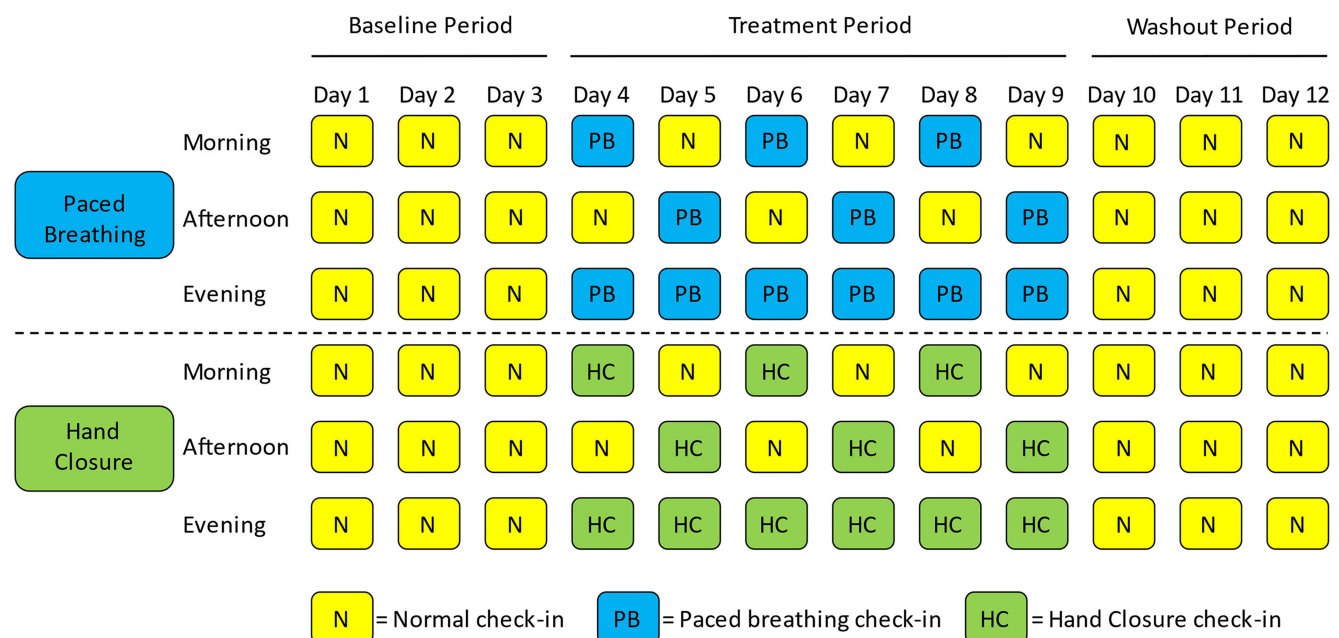 Baseline Period Treatment Period Washout Period
Day 1 Day 2 Day 3 Day 4 Day 5 Day 6 Day 7 Day 8 Day 9 Day 10 Day 11 Day 12
Morning N N N PB N PB N PB N N N N
Paced
Breathing
Afternoon N N N N PB N PB N PB N N N
Evening N N N PB PB PB PB PB PB N N N
Morning N N N HC N HC N HC N N N N
Hand
Closure
Afternoon N N N N HC N HC N HC N N N
Evening N N N HC HC HC HC HC HC N N N
N = Normal check-in PB = Paced breathing check-in HC = Hand Closure check-in